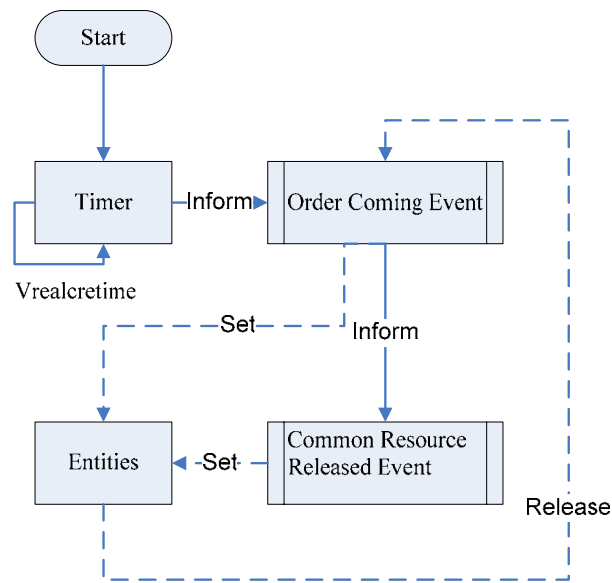 Start
Timer
Inform
Order Coming Event
Vrealcretime
Set
Inform
Entities
Set
Common Resource
Released Event
Release